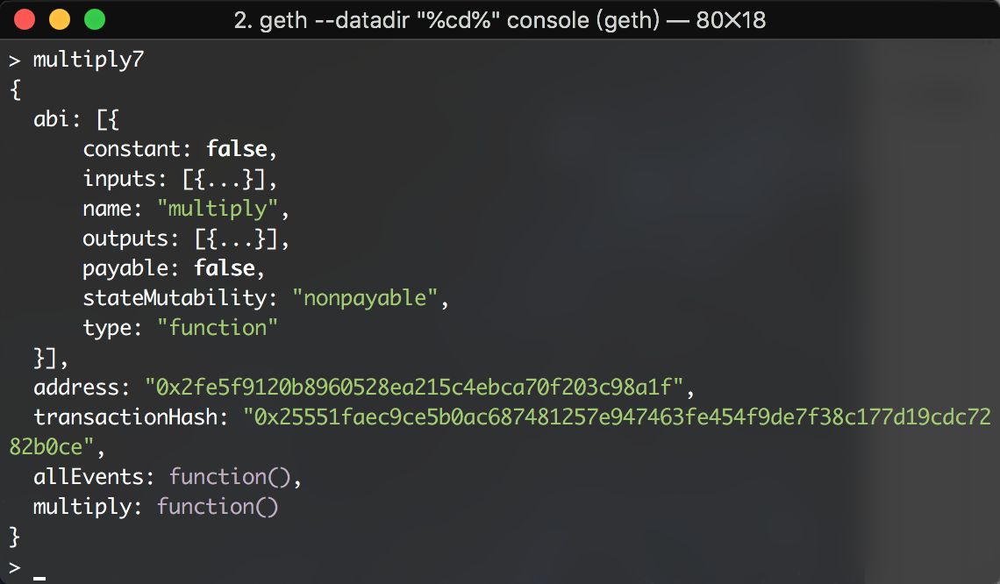 2. geth --datadir "%cd%" console (geth) — 80×18
> multiply7
{
  abi: [{
      constant: false,
      inputs: [{...}],
      name: "multiply",
      outputs: [{...}],
      payable: false,
      stateMutability: "nonpayable",
      type: "function"
  }],
  address: "0x2fe5f9120b8960528ea215c4ebca70f203c98a1f",
  transactionHash: "0x25551faec9ce5b0ac687481257e947463fe454f9de7f38c177d19cdc72
82b0ce",
  allEvents: function(),
  multiply: function()
}
> _